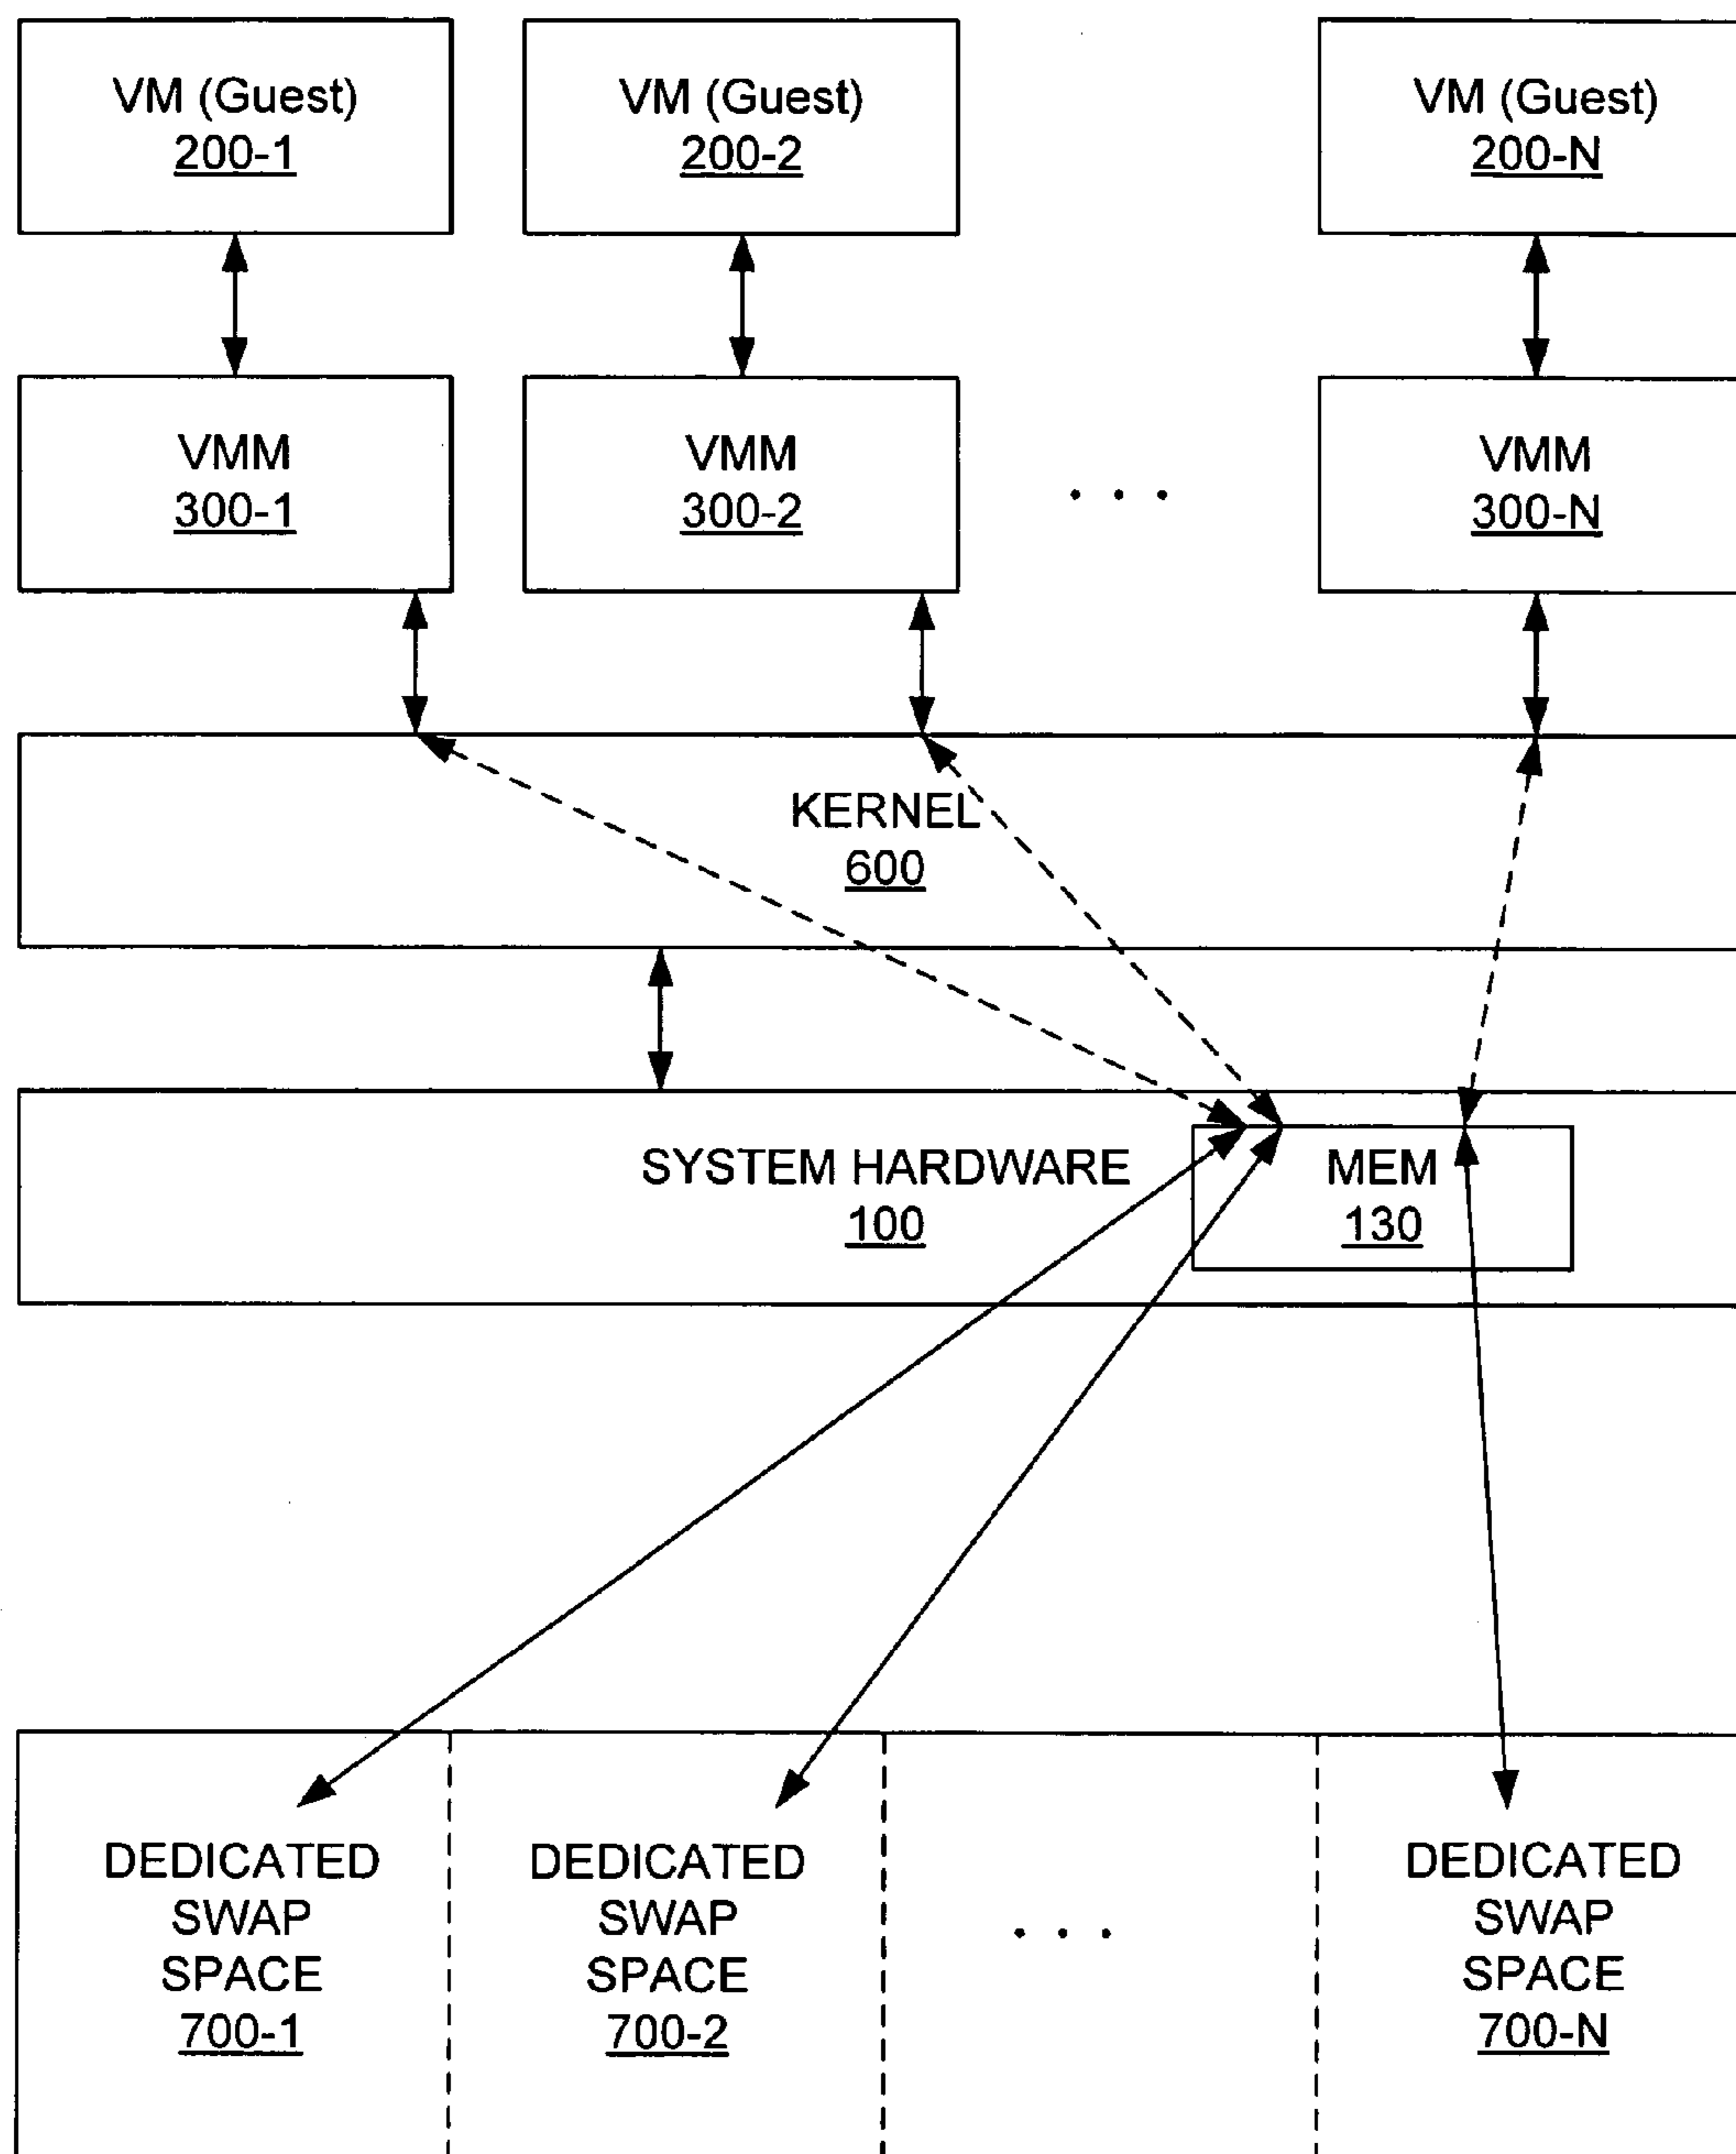 VM (Guest)
200-1
VM (Guest)
200-2
VM (Guest)
200-N
VMM
300-1
VMM
300-2
. . .
VMM
300-N
KERNEL
600
SYSTEM HARDWARE
100
MEM
130
DEDICATED
SWAP
SPACE
700-1
DEDICATED
SWAP
SPACE
700-2
. . .
DEDICATED
SWAP
SPACE
700-N